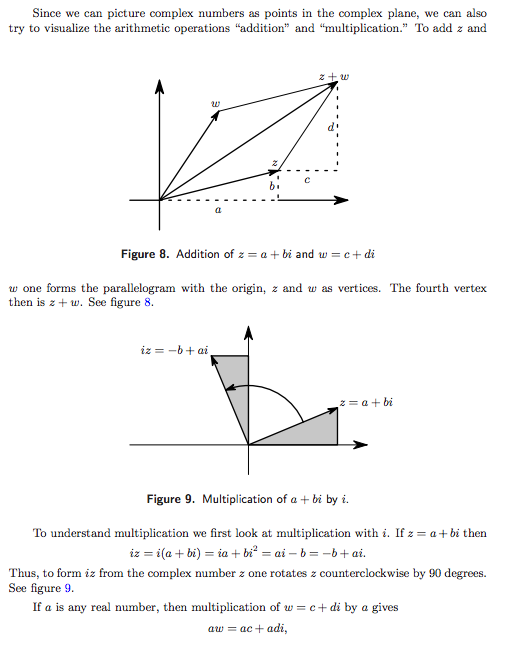 Since we can picture complex numbers as points in the complex plane, we can also
try to visualize the arithmetic operations “addition” and “multiplication.” To add z and
z + w
w
d
z
b
c
a
Figure 8. Addition of z = a + bi and w = c + di
w one forms the parallelogram with the origin, z and w as vertices. The fourth vertex
then is z + w. See figure 8.
iz = −b + ai
z = a + bi
Figure 9. Multiplication of a + bi by i.
To understand multiplication we first look at multiplication with i. If z = a + bi then
iz = i(a + bi) = ia + bi² = ai − b = −b + ai.
Thus, to form iz from the complex number z one rotates z counterclockwise by 90 degrees.
See figure 9.
If a is any real number, then multiplication of w = c + di by a gives
aw = ac + adi,